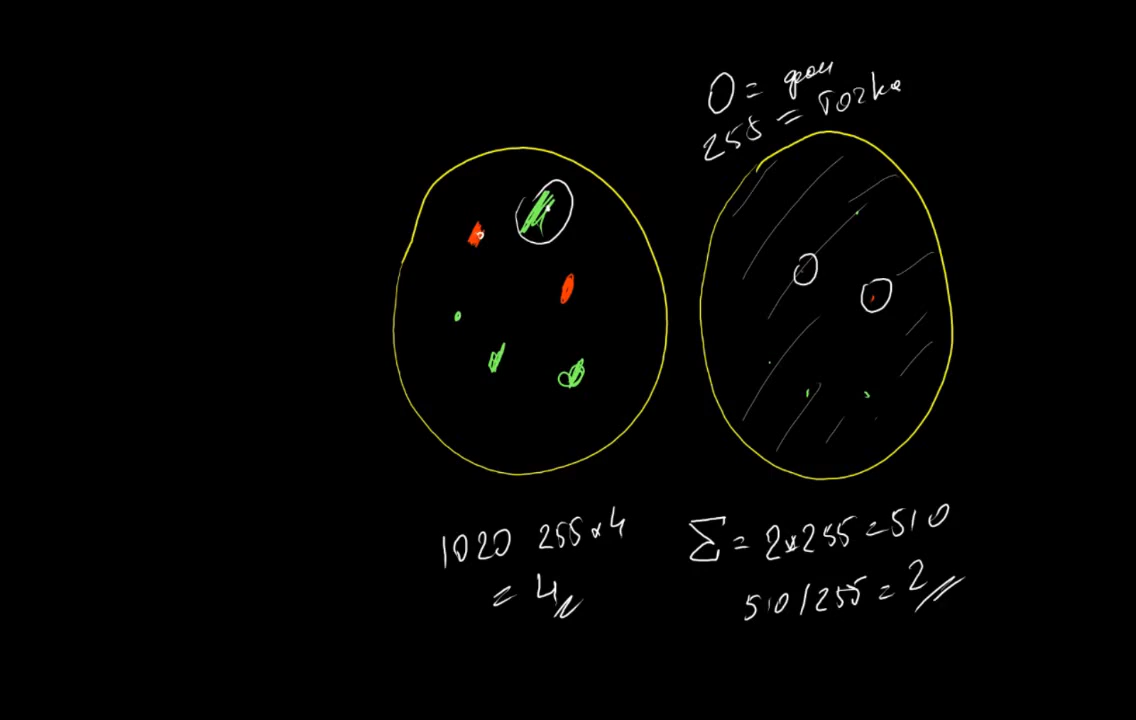 0 = фон
255 = точка
1020 255*4
= 4
Σ = 2*255 = 510
510/255 = 2